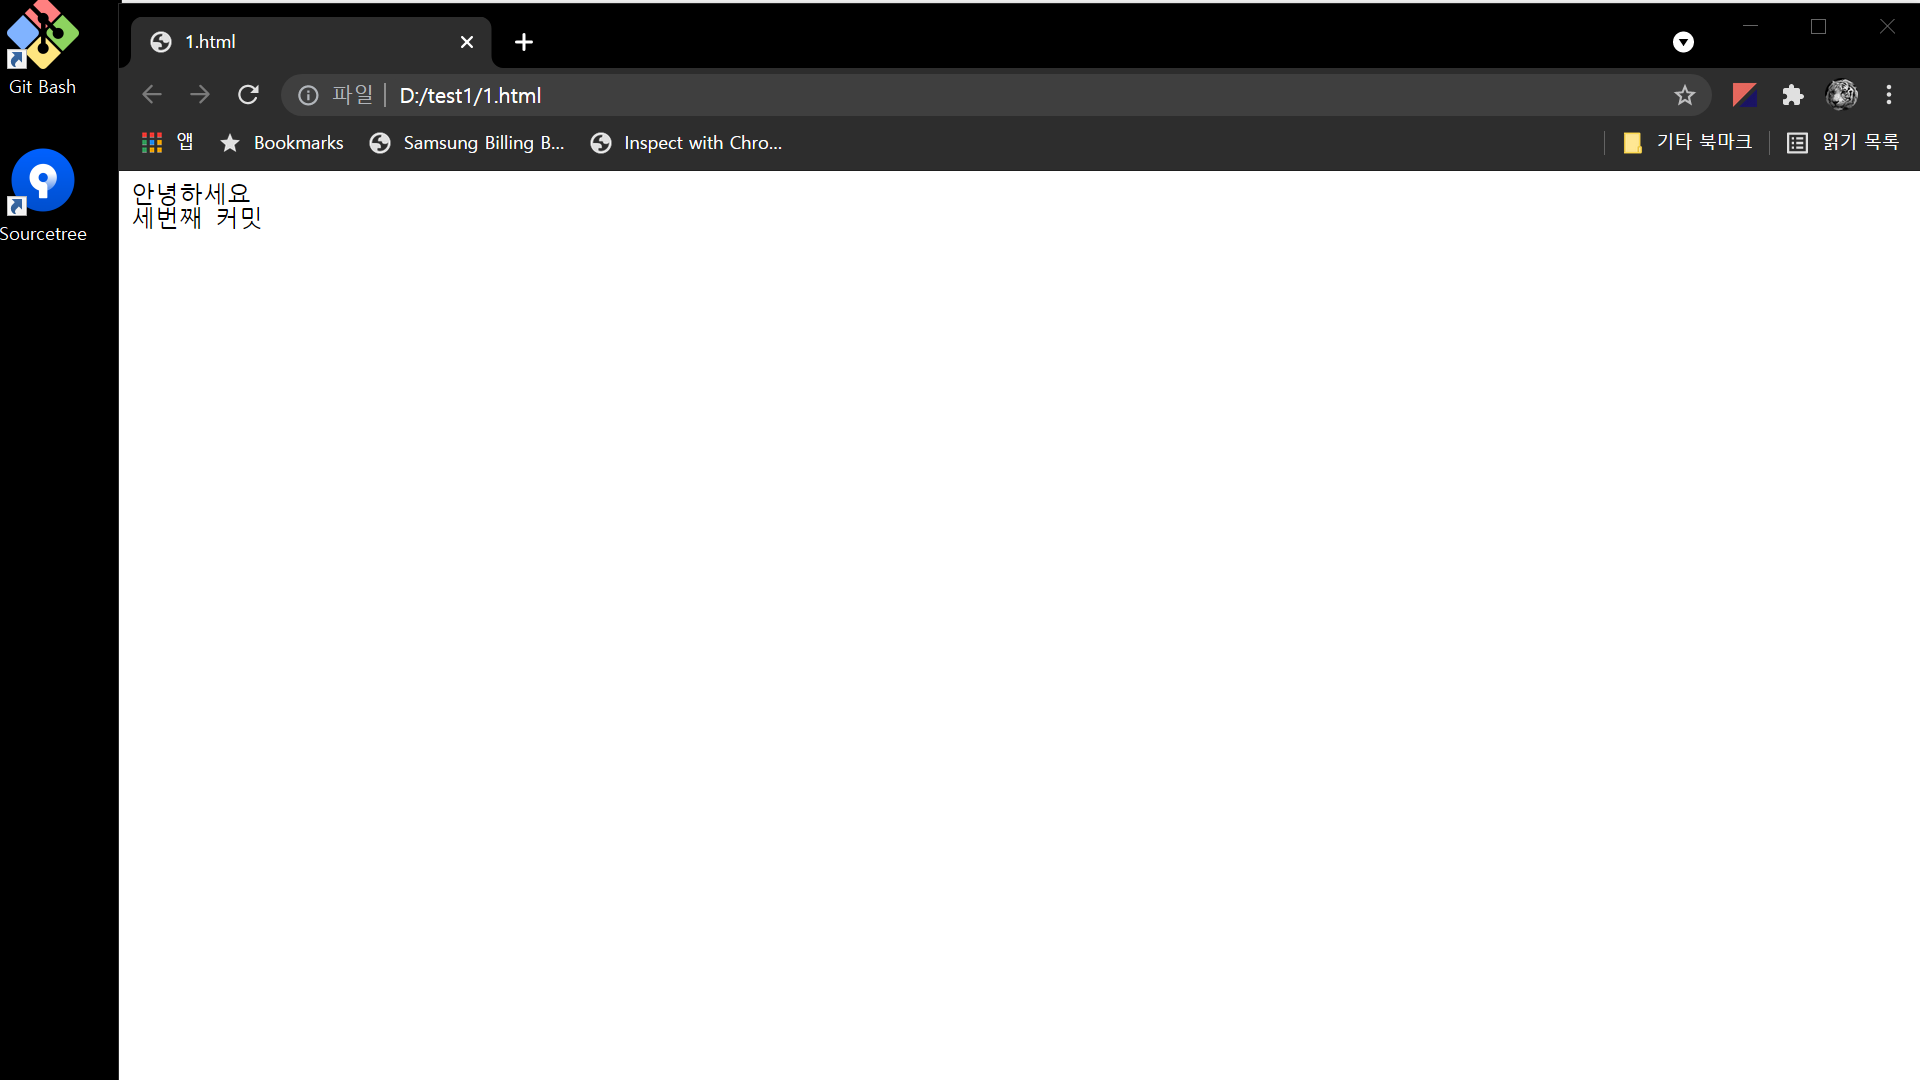 Git Bash
Sourcetree
1.html
파일 D:/test1/1.html
앱 Bookmarks Samsung Billing B... Inspect with Chro... 기타 북마크 읽기 목록
안녕하세요
세번째 커밋